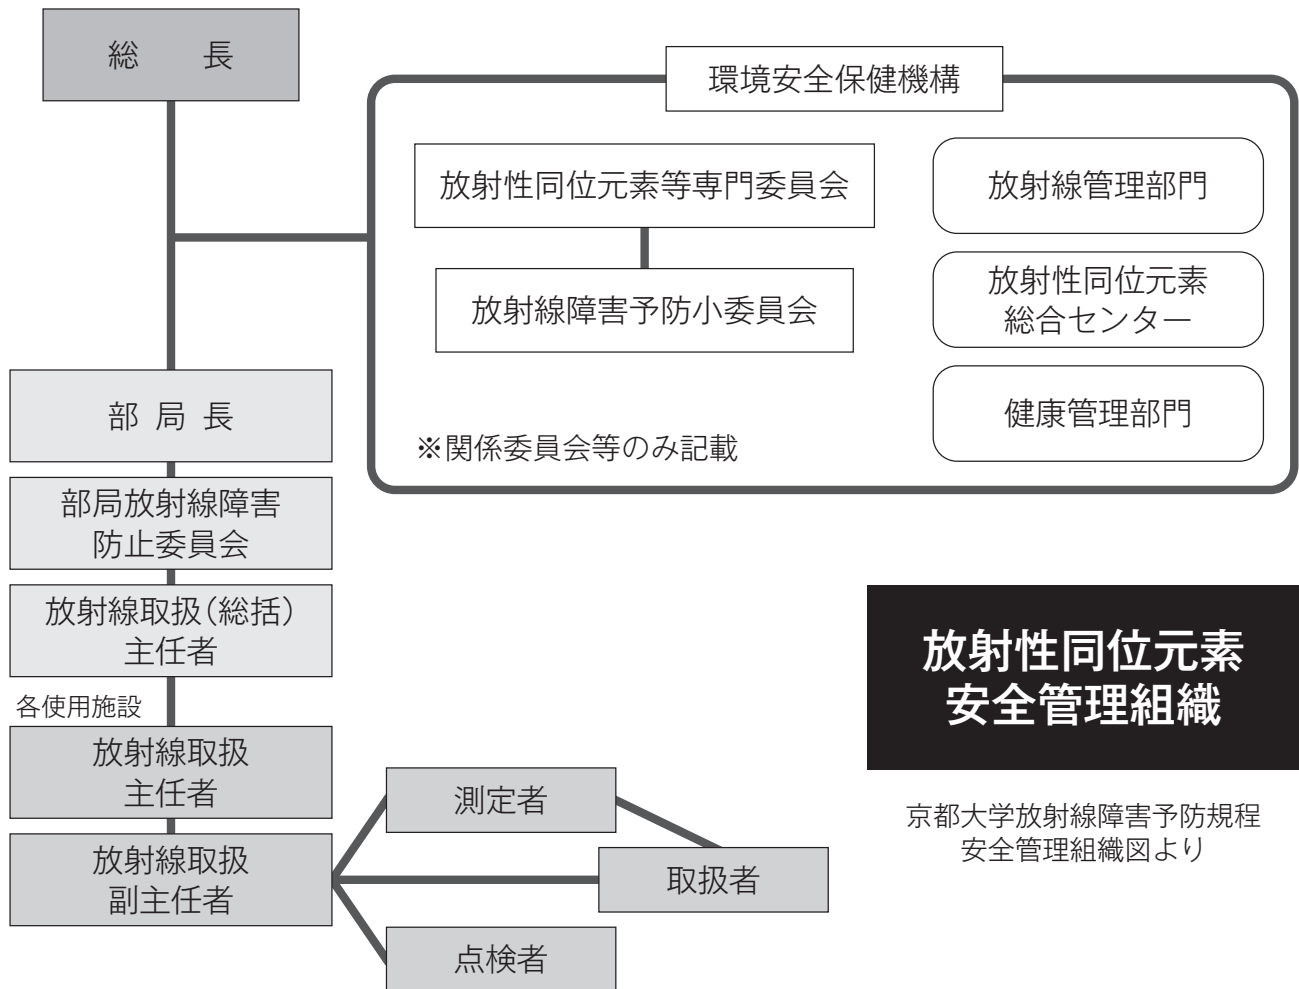 総　　長
環境安全保健機構
放射性同位元素等専門委員会
放射線障害予防小委員会
※関係委員会等のみ記載
放射線管理部門
放射性同位元素
総合センター
健康管理部門
部 局 長
部局放射線障害
防止委員会
放射線取扱（総括）
主任者
各使用施設
放射線取扱
主任者
放射線取扱
副主任者
測定者
取扱者
点検者
放射性同位元素
安全管理組織
京都大学放射線障害予防規程
安全管理組織図より